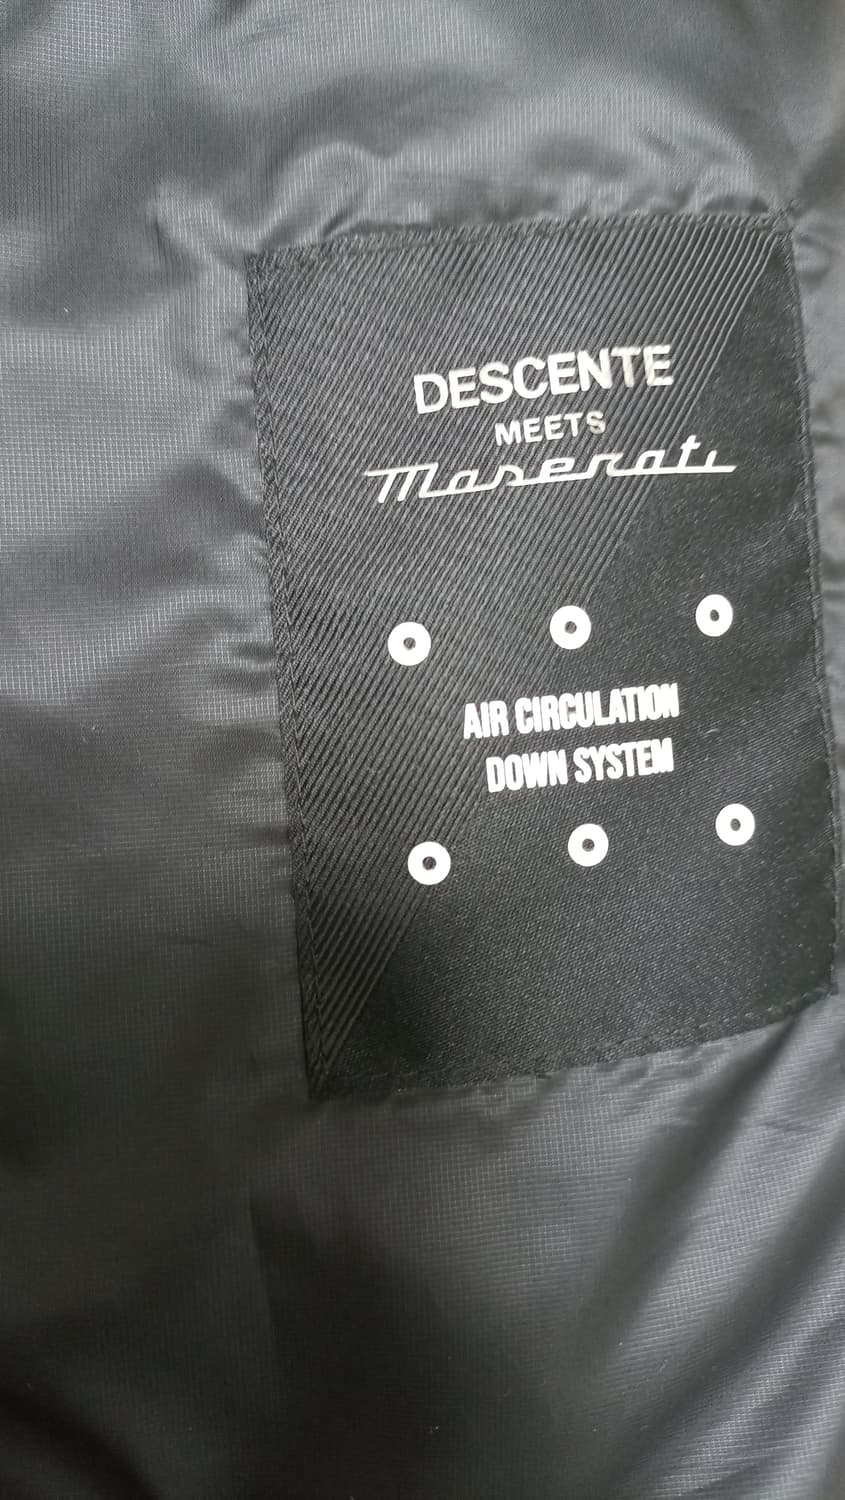 DESCENTE
MEETS
Maserati
AIR CIRCULATION
DOWN SYSTEM